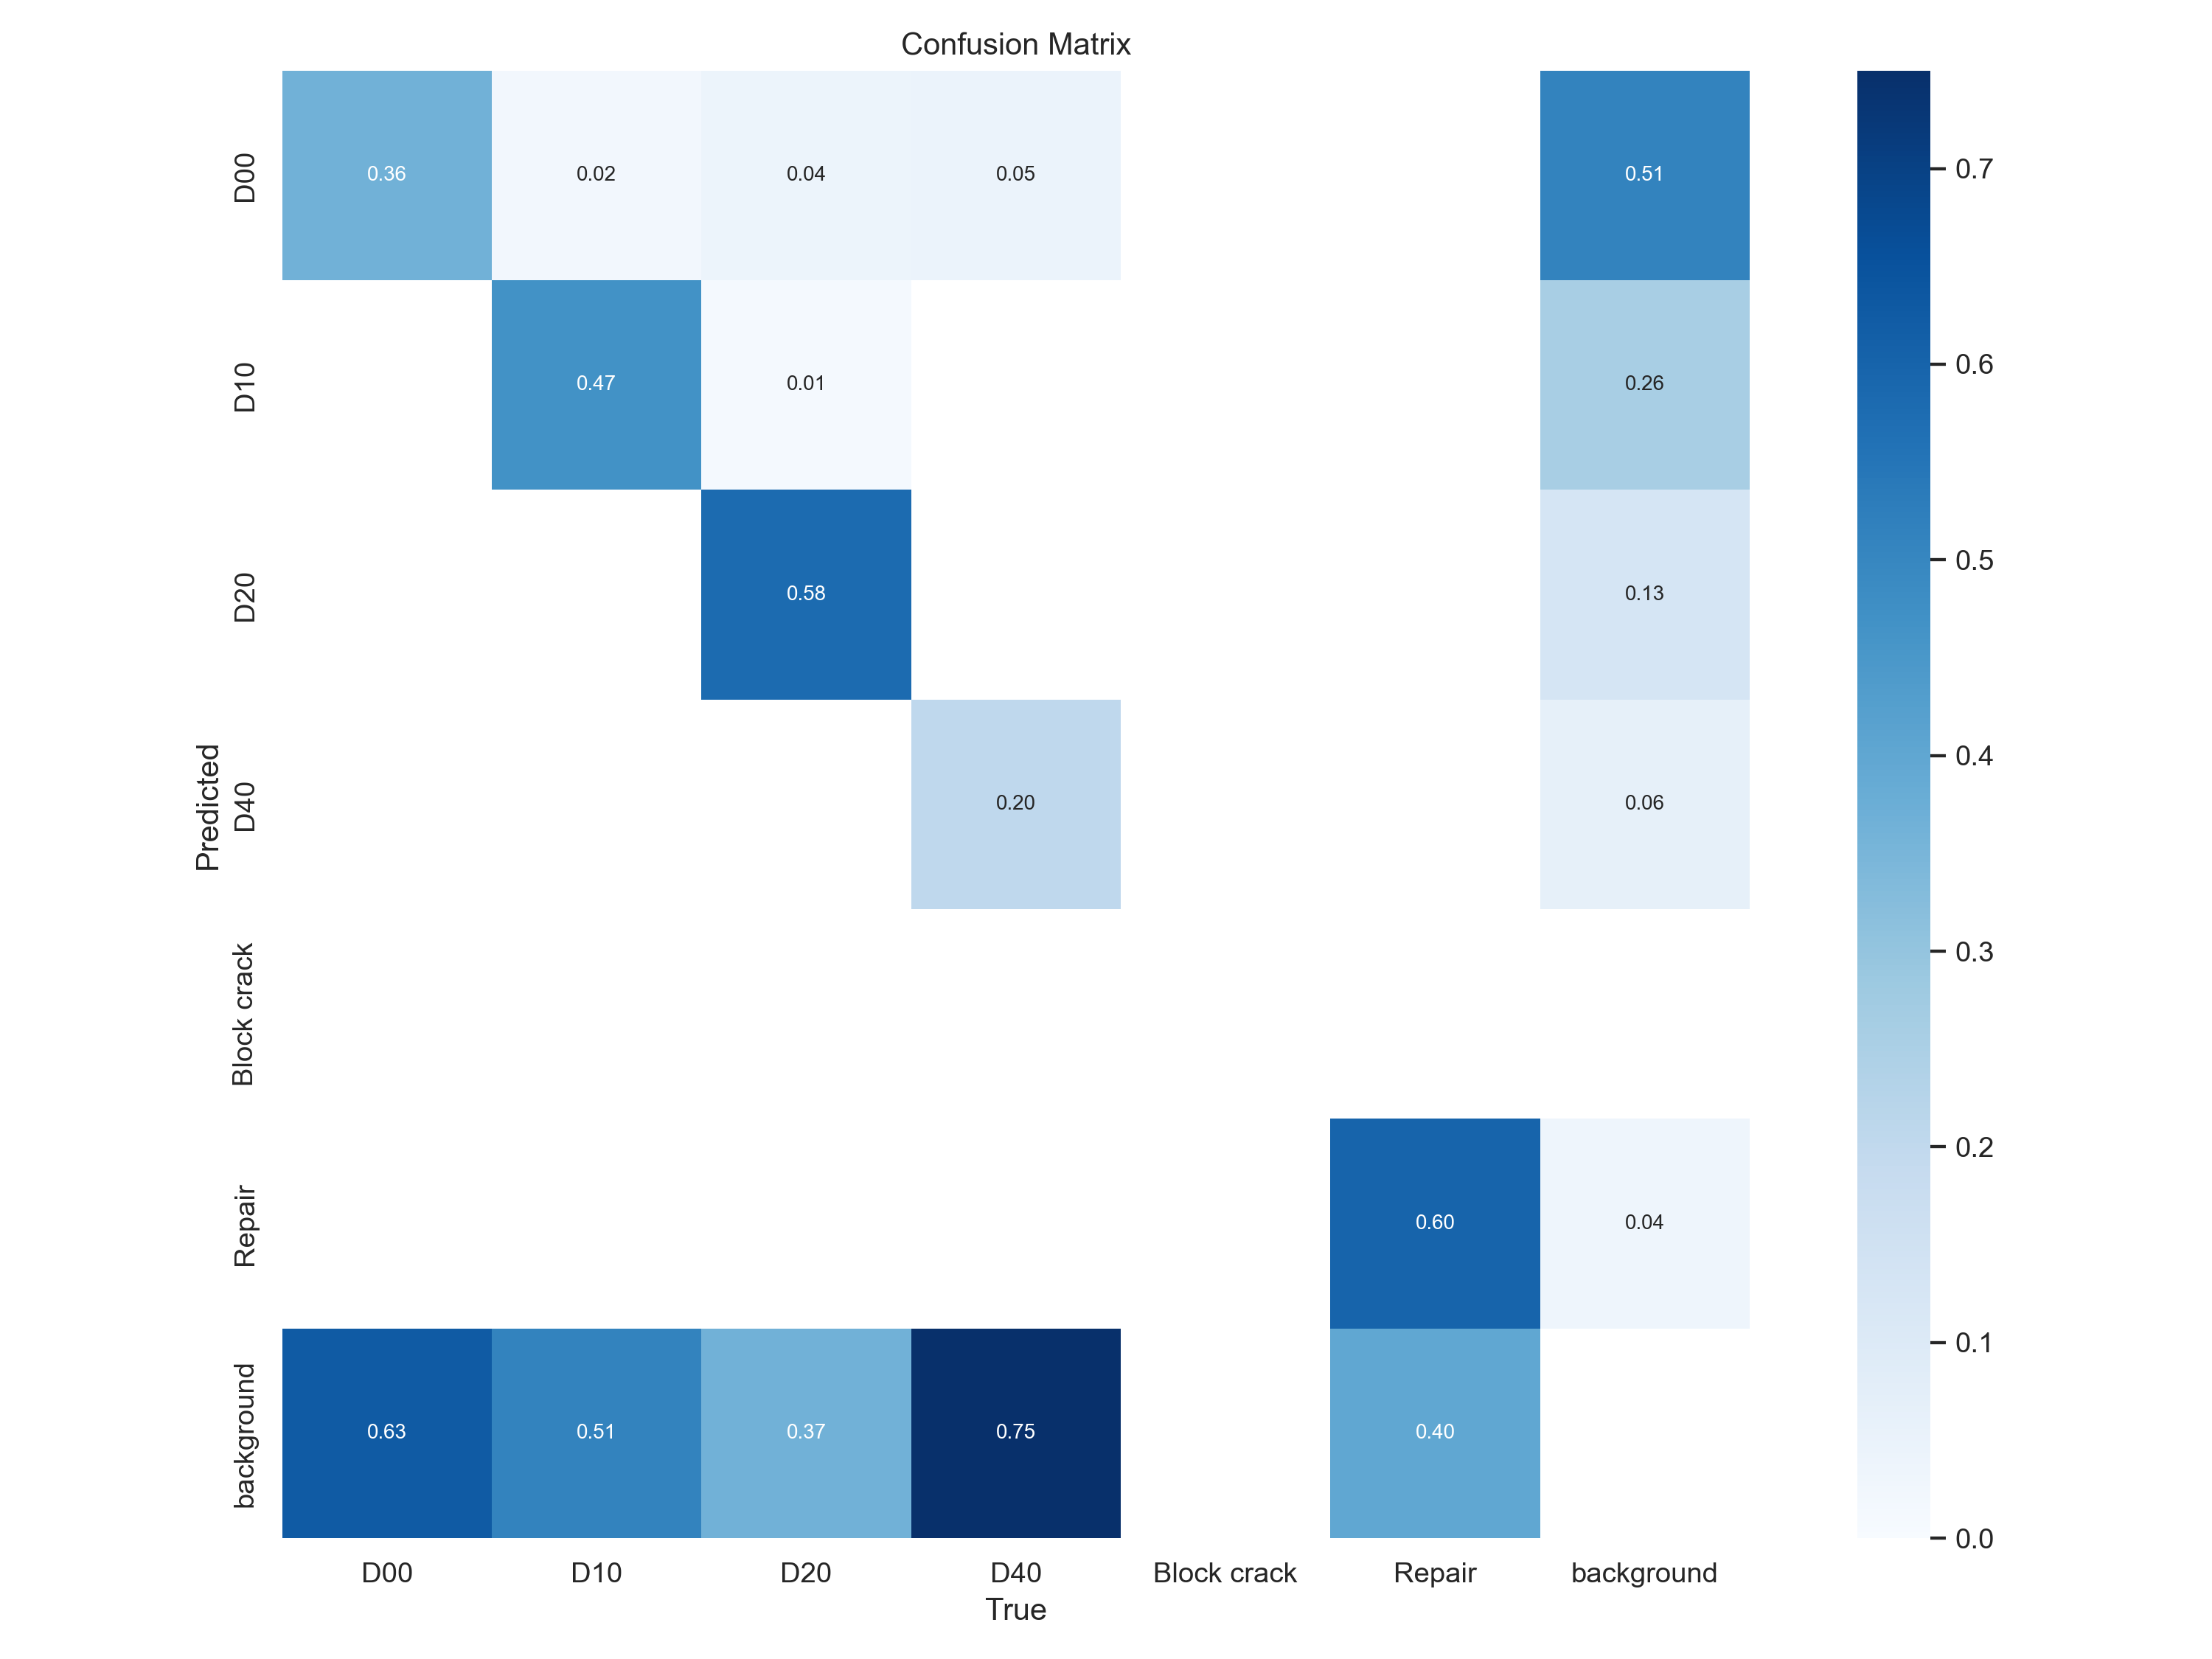 Confusion Matrix
D00
0.36
0.02
0.04
0.05
0.51
0.7
D10
0.47
0.01
0.26
0.6
D20
0.58
0.13
0.5
Predicted
D40
0.20
0.06
0.4
Block crack
0.3
Repair
0.60
0.04
0.2
background
0.63
0.51
0.37
0.75
0.40
0.1
0.0
D00
D10
D20
D40
Block crack
Repair
background
True